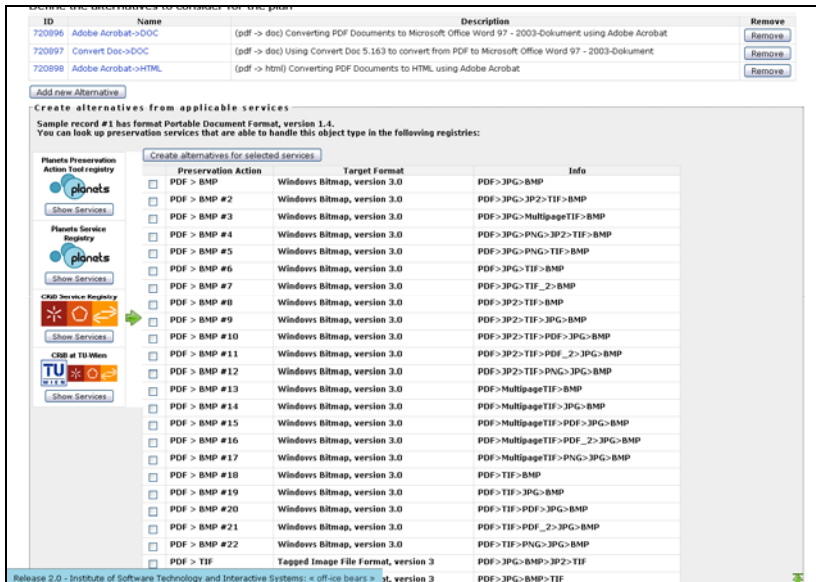 Define the alternatives to consider for the plan
ID Name Description Remove
720896 Adobe Acrobat->DOC (pdf -> doc) Converting PDF Documents to Microsoft Office Word 97 - 2003-Dokument using Adobe Acrobat Remove
720897 Convert Doc->DOC (pdf -> doc) Using Convert Doc 5.163 to convert from PDF to Microsoft Office Word 97 - 2003-Dokument Remove
720898 Adobe Acrobat->HTML (pdf -> html) Converting PDF Documents to HTML using Adobe Acrobat Remove
Add new Alternative
Create alternatives from applicable services
Sample record #1 has format Portable Document Format, version 1.4.
You can look up preservation services that are able to handle this object type in the following registries:
Planets Preservation
Action Tool registry
planets
Show Services
Planets Service
Registry
planets
Show Services
CRiB Service Registry
Show Services
CRiB at TU-Wien
TU
WIEN
Show Services
Create alternatives for selected services
Preservation Action Target Format Info
PDF > BMP Windows Bitmap, version 3.0 PDF>JPG>BMP
PDF > BMP #2 Windows Bitmap, version 3.0 PDF>JPG>JP2>TIF>BMP
PDF > BMP #3 Windows Bitmap, version 3.0 PDF>JPG>MultipageTIF>BMP
PDF > BMP #4 Windows Bitmap, version 3.0 PDF>JPG>PNG>JP2>TIF>BMP
PDF > BMP #5 Windows Bitmap, version 3.0 PDF>JPG>PNG>TIF>BMP
PDF > BMP #6 Windows Bitmap, version 3.0 PDF>JPG>TIF>BMP
PDF > BMP #7 Windows Bitmap, version 3.0 PDF>JPG>TIF_2>BMP
PDF > BMP #8 Windows Bitmap, version 3.0 PDF>JP2>TIF>BMP
PDF > BMP #9 Windows Bitmap, version 3.0 PDF>JP2>TIF>JPG>BMP
PDF > BMP #10 Windows Bitmap, version 3.0 PDF>JP2>TIF>PDF>JPG>BMP
PDF > BMP #11 Windows Bitmap, version 3.0 PDF>JP2>TIF>PDF_2>JPG>BMP
PDF > BMP #12 Windows Bitmap, version 3.0 PDF>JP2>TIF>PNG>JPG>BMP
PDF > BMP #13 Windows Bitmap, version 3.0 PDF>MultipageTIF>BMP
PDF > BMP #14 Windows Bitmap, version 3.0 PDF>MultipageTIF>JPG>BMP
PDF > BMP #15 Windows Bitmap, version 3.0 PDF>MultipageTIF>PDF>JPG>BMP
PDF > BMP #16 Windows Bitmap, version 3.0 PDF>MultipageTIF>PDF_2>JPG>BMP
PDF > BMP #17 Windows Bitmap, version 3.0 PDF>MultipageTIF>PNG>JPG>BMP
PDF > BMP #18 Windows Bitmap, version 3.0 PDF>TIF>BMP
PDF > BMP #19 Windows Bitmap, version 3.0 PDF>TIF>JPG>BMP
PDF > BMP #20 Windows Bitmap, version 3.0 PDF>TIF>PDF>JPG>BMP
PDF > BMP #21 Windows Bitmap, version 3.0 PDF>TIF>PDF_2>JPG>BMP
PDF > BMP #22 Windows Bitmap, version 3.0 PDF>TIF>PNG>JPG>BMP
PDF > TIF Tagged Image File Format, version 3 PDF>JPG>BMP>JP2>TIF
Release 2.0 - Institute of Software Technology and Interactive Systems: « off-ice bears » t, version 3 PDF>JPG>BMP>TIF